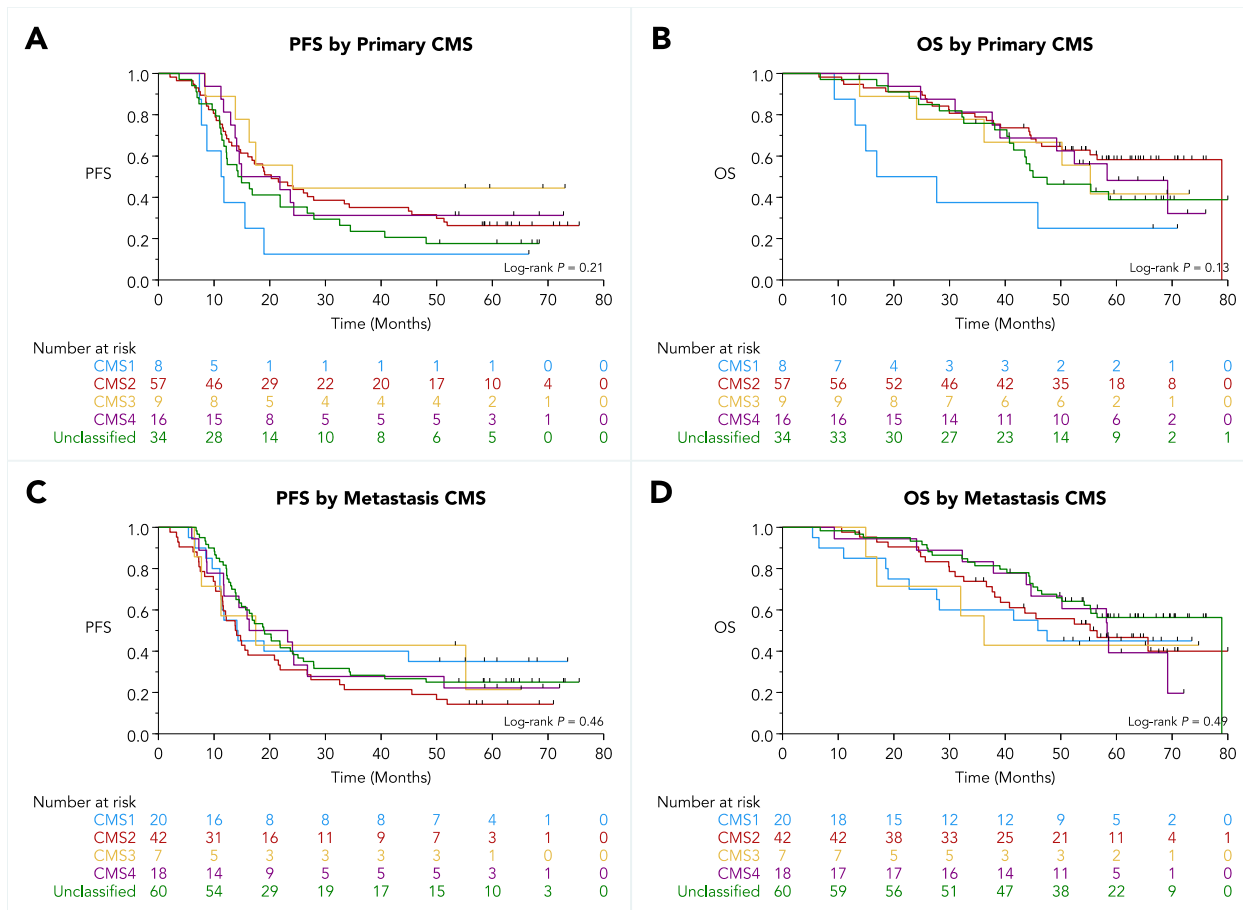 A
PFS by Primary CMS
1.0
0.8
0.6
0.4
0.2
0.0
PFS
Log-rank P = 0.21
0 10 20 30 40 50 60 70 80
Time (Months)
Number at risk
CMS1 8 5 1 1 1 1 1 0 0
CMS2 57 46 29 22 20 17 10 4 0
CMS3 9 8 5 4 4 4 2 1 0
CMS4 16 15 8 5 5 5 3 1 0
Unclassified 34 28 14 10 8 6 5 0 0
B
OS by Primary CMS
1.0
0.8
0.6
0.4
0.2
0.0
OS
Log-rank P = 0.13
0 10 20 30 40 50 60 70 80
Time (Months)
Number at risk
CMS1 8 7 4 3 3 2 2 1 0
CMS2 57 56 52 46 42 35 18 8 0
CMS3 9 9 8 7 6 6 2 1 0
CMS4 16 16 15 14 11 10 6 2 0
Unclassified 34 33 30 27 23 14 9 2 1
C
PFS by Metastasis CMS
1.0
0.8
0.6
0.4
0.2
0.0
PFS
Log-rank P = 0.46
0 10 20 30 40 50 60 70 80
Time (Months)
Number at risk
CMS1 20 16 8 8 8 7 4 1 0
CMS2 42 31 16 11 9 7 3 1 0
CMS3 7 5 3 3 3 3 1 0 0
CMS4 18 14 9 5 5 5 3 1 0
Unclassified 60 54 29 19 17 15 10 3 0
D
OS by Metastasis CMS
1.0
0.8
0.6
0.4
0.2
0.0
OS
Log-rank P = 0.49
0 10 20 30 40 50 60 70 80
Time (Months)
Number at risk
CMS1 20 18 15 12 12 9 5 2 0
CMS2 42 42 38 33 25 21 11 4 1
CMS3 7 7 5 5 3 3 2 1 0
CMS4 18 17 17 16 14 11 5 1 0
Unclassified 60 59 56 51 47 38 22 9 0